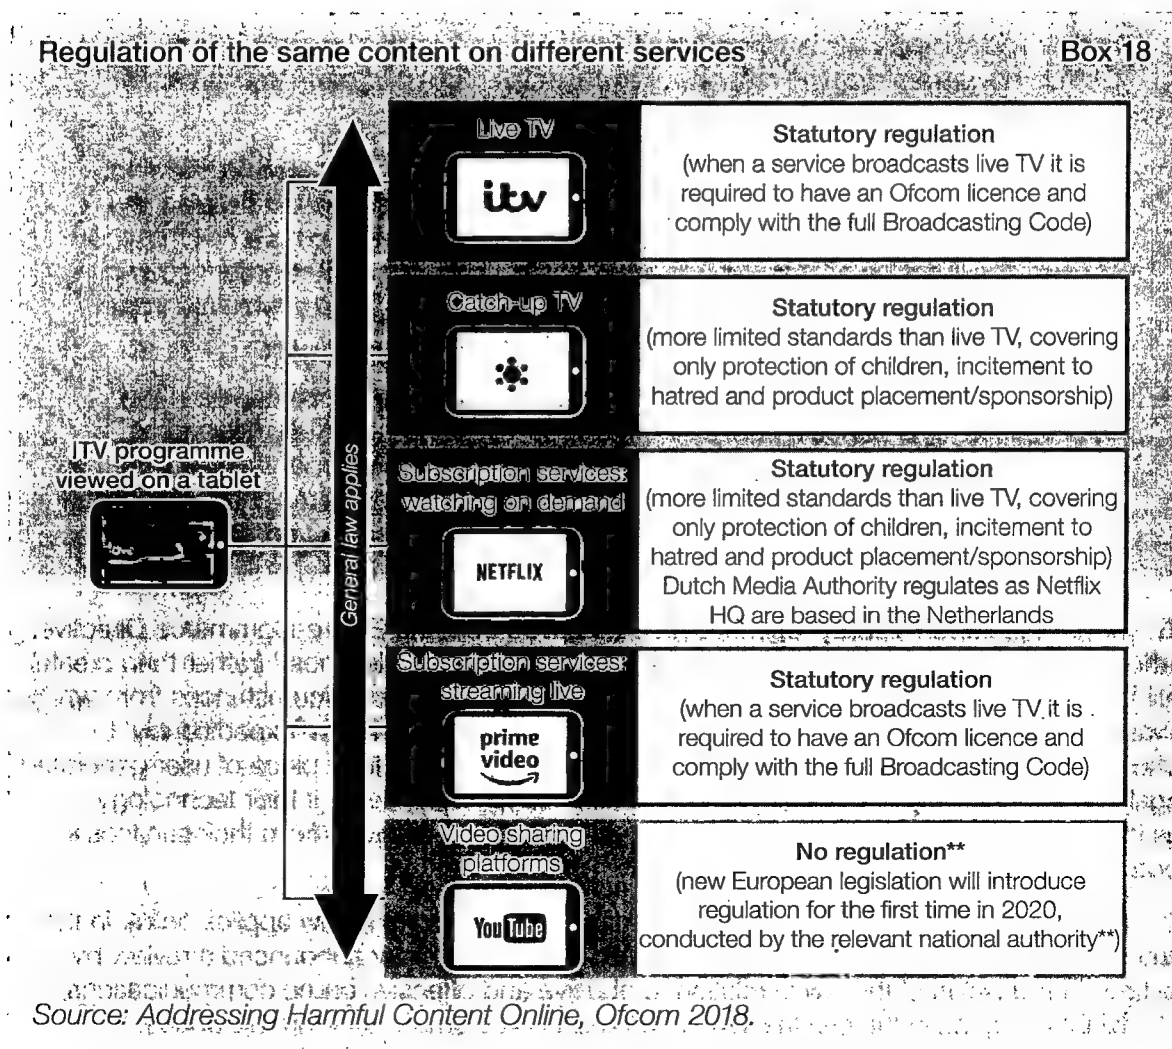 Regulation of the same content on different services
Box 18
ITV programme
viewed on a tablet
General law applies
Live TV
itv
Statutory regulation
(when a service broadcasts live TV it is
required to have an Ofcom licence and
comply with the full Broadcasting Code)
Catch-up TV
Statutory regulation
(more limited standards than live TV, covering
only protection of children, incitement to
hatred and product placement/sponsorship)
Subscription services:
watching on demand
NETFLIX
Statutory regulation
(more limited standards than live TV, covering
only protection of children, incitement to
hatred and product placement/sponsorship)
Dutch Media Authority regulates as Netflix
HQ are based in the Netherlands
Subscription services:
streaming live
prime
video
Statutory regulation
(when a service broadcasts live TV it is
required to have an Ofcom licence and
comply with the full Broadcasting Code)
Video sharing
platforms
YouTube
No regulation**
(new European legislation will introduce
regulation for the first time in 2020,
conducted by the relevant national authority**)
Source: Addressing Harmful Content Online, Ofcom 2018.